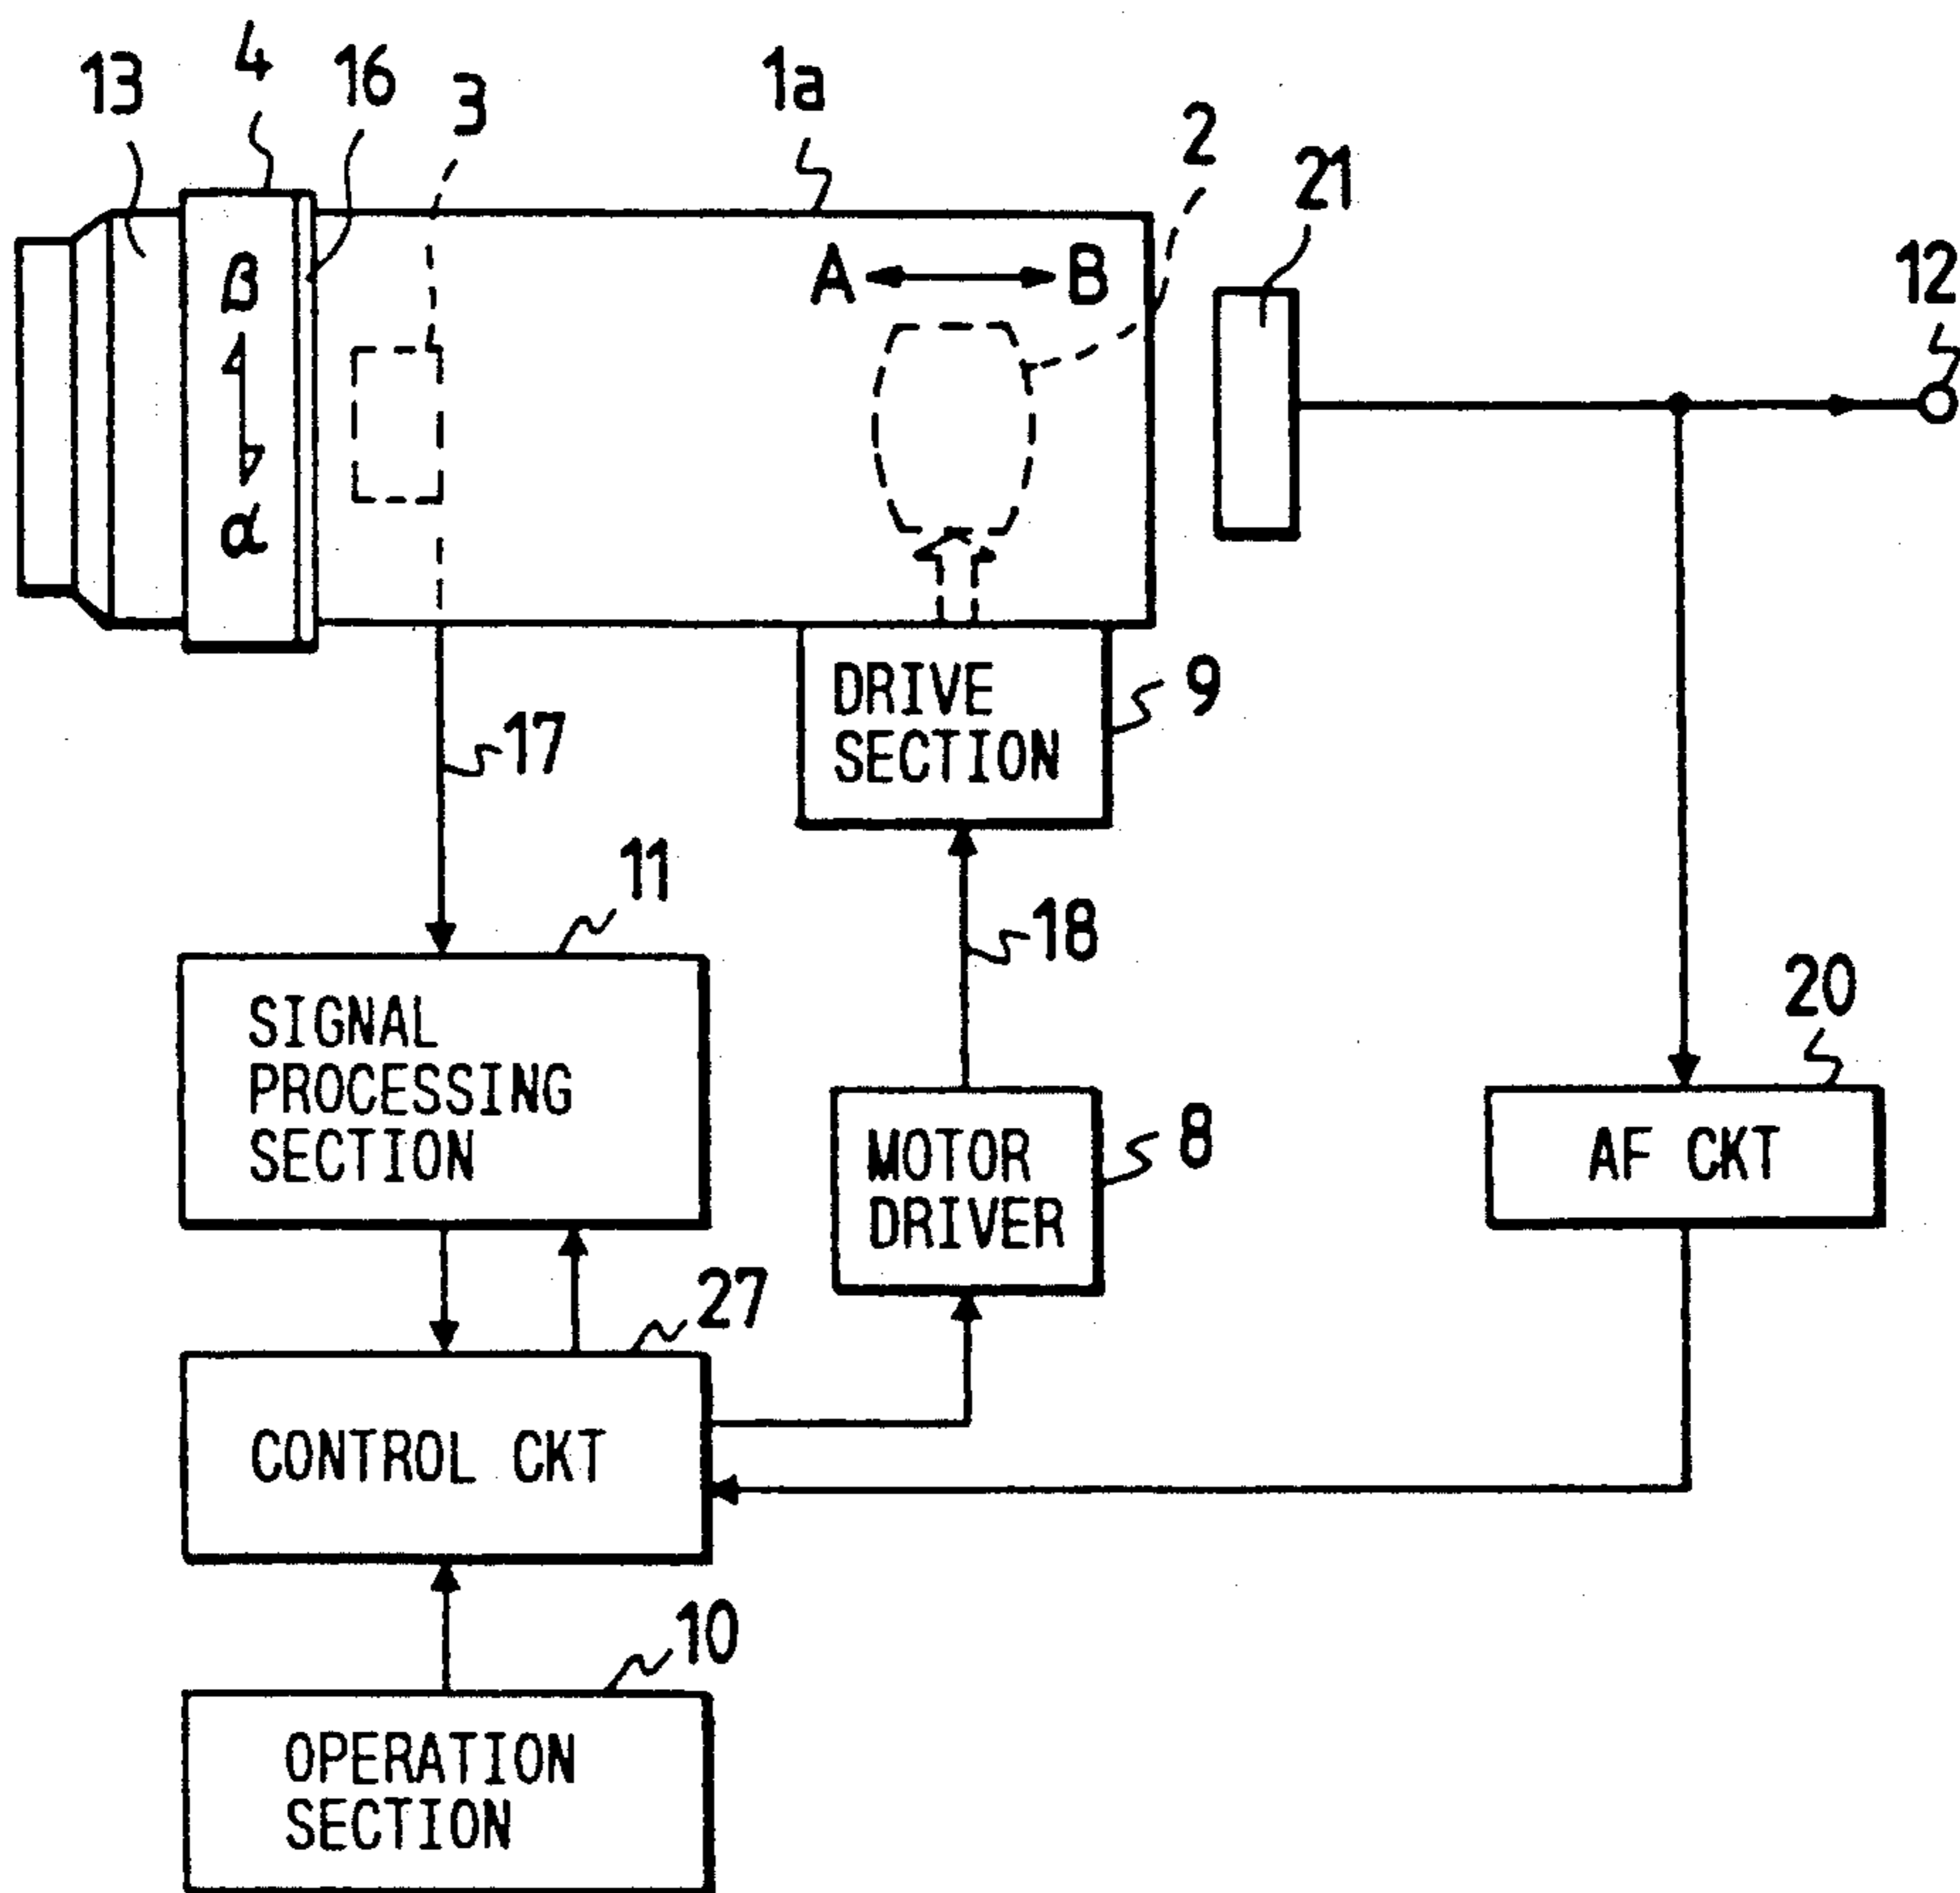 13
4
16
3
1a
2
21
12
A
B
β
α
DRIVE
SECTION
9
17
11
18
SIGNAL
PROCESSING
SECTION
20
MOTOR
DRIVER
8
AF CKT
27
CONTROL CKT
10
OPERATION
SECTION